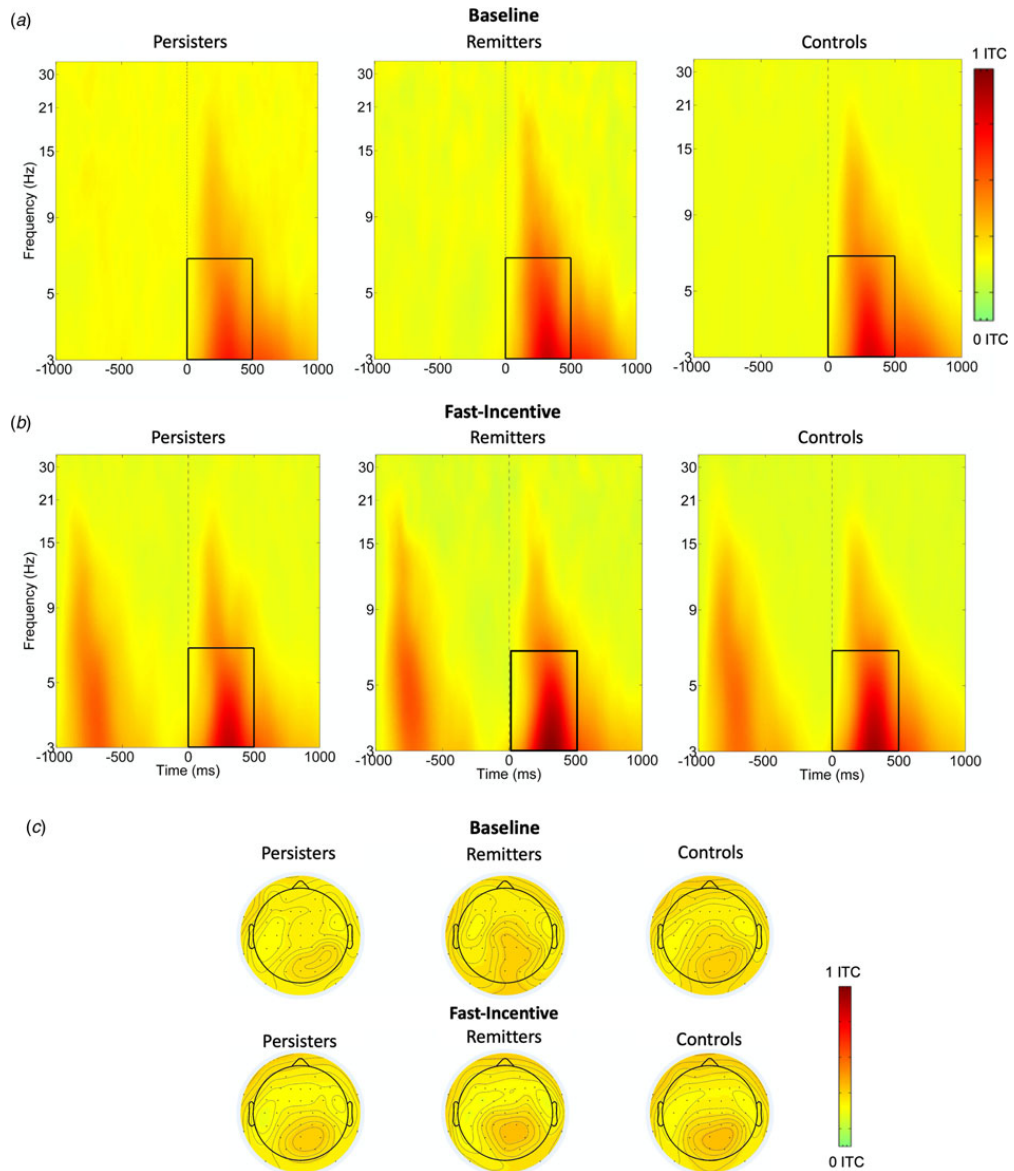 (a)
Baseline
Persisters Remitters Controls
1 ITC
30 30 30
21 21 21
15 15 15
Frequency (Hz)
9 9 9
5 5 5
0 ITC
3 3 3
-1000 -500 0 500 1000 -1000 -500 0 500 1000 -1000 -500 0 500 1000
(b)
Fast-Incentive
Persisters Remitters Controls
30 30 30
21 21 21
15 15 15
Frequency (Hz)
9 9 9
5 5 5
3 3 3
-1000 -500 0 500 1000 -1000 -500 0 500 1000 -1000 -500 0 500 1000
Time (ms) Time (ms) Time (ms)
(c)
Baseline
Persisters Remitters Controls
1 ITC
Fast-Incentive
Persisters Remitters Controls
0 ITC